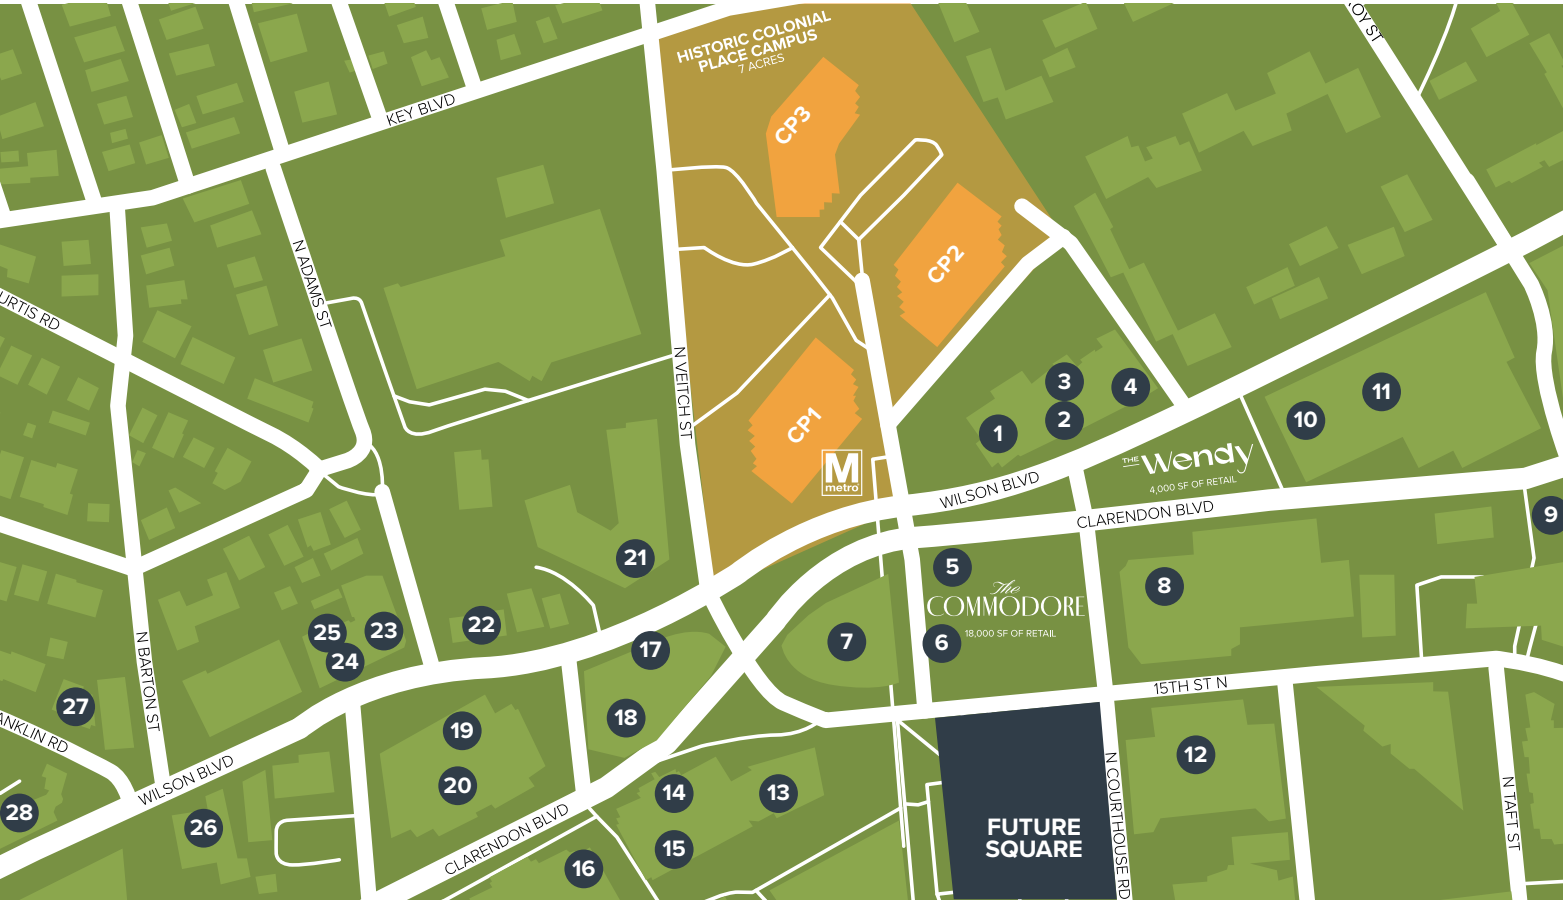 HISTORIC COLONIAL
PLACE CAMPUS
7 ACRES
OY ST
KEY BLVD
CP3
N ADAMS ST
CP2
URTIS RD
N VEITCH ST
CP1
M
metro
3
4
2
1
11
10
THE Wendy
4,000 SF OF RETAIL
WILSON BLVD
CLARENDON BLVD
9
21
5
The
COMMODORE
18,000 SF OF RETAIL
8
6
7
22
25
23
24
17
N BARTON ST
15TH ST N
27
ANKLIN RD
18
19
20
WILSON BLVD
28
26
CLARENDON BLVD
14
13
15
16
12
N COURTHOUSE RD
N TAFT ST
FUTURE
SQUARE